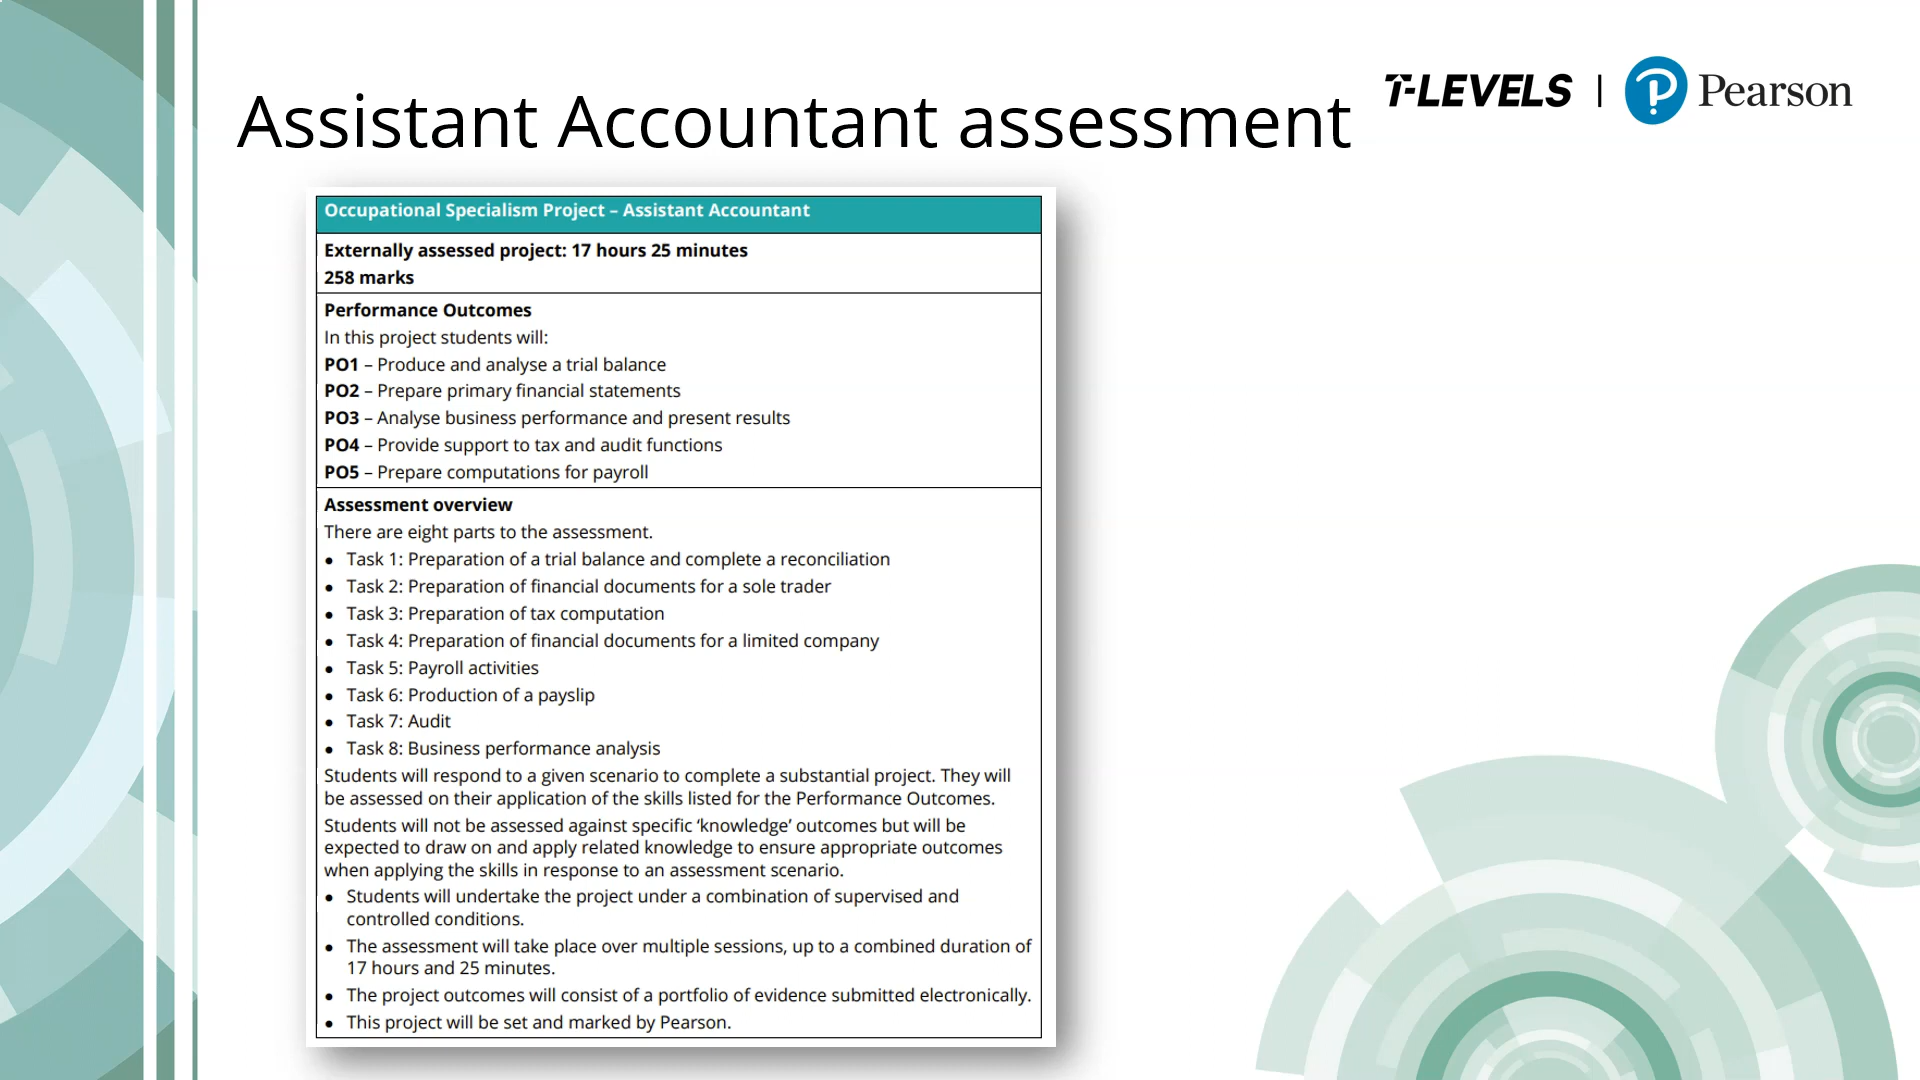 Assistant Accountant assessment
T-LEVELS | Pearson
Occupational Specialism Project – Assistant Accountant
Externally assessed project: 17 hours 25 minutes
258 marks
Performance Outcomes
In this project students will:
PO1 – Produce and analyse a trial balance
PO2 – Prepare primary financial statements
PO3 – Analyse business performance and present results
PO4 – Provide support to tax and audit functions
PO5 – Prepare computations for payroll
Assessment overview
There are eight parts to the assessment.
● Task 1: Preparation of a trial balance and complete a reconciliation
● Task 2: Preparation of financial documents for a sole trader
● Task 3: Preparation of tax computation
● Task 4: Preparation of financial documents for a limited company
● Task 5: Payroll activities
● Task 6: Production of a payslip
● Task 7: Audit
● Task 8: Business performance analysis
Students will respond to a given scenario to complete a substantial project. They will
be assessed on their application of the skills listed for the Performance Outcomes.
Students will not be assessed against specific ‘knowledge’ outcomes but will be
expected to draw on and apply related knowledge to ensure appropriate outcomes
when applying the skills in response to an assessment scenario.
● Students will undertake the project under a combination of supervised and
controlled conditions.
● The assessment will take place over multiple sessions, up to a combined duration of
17 hours and 25 minutes.
● The project outcomes will consist of a portfolio of evidence submitted electronically.
● This project will be set and marked by Pearson.